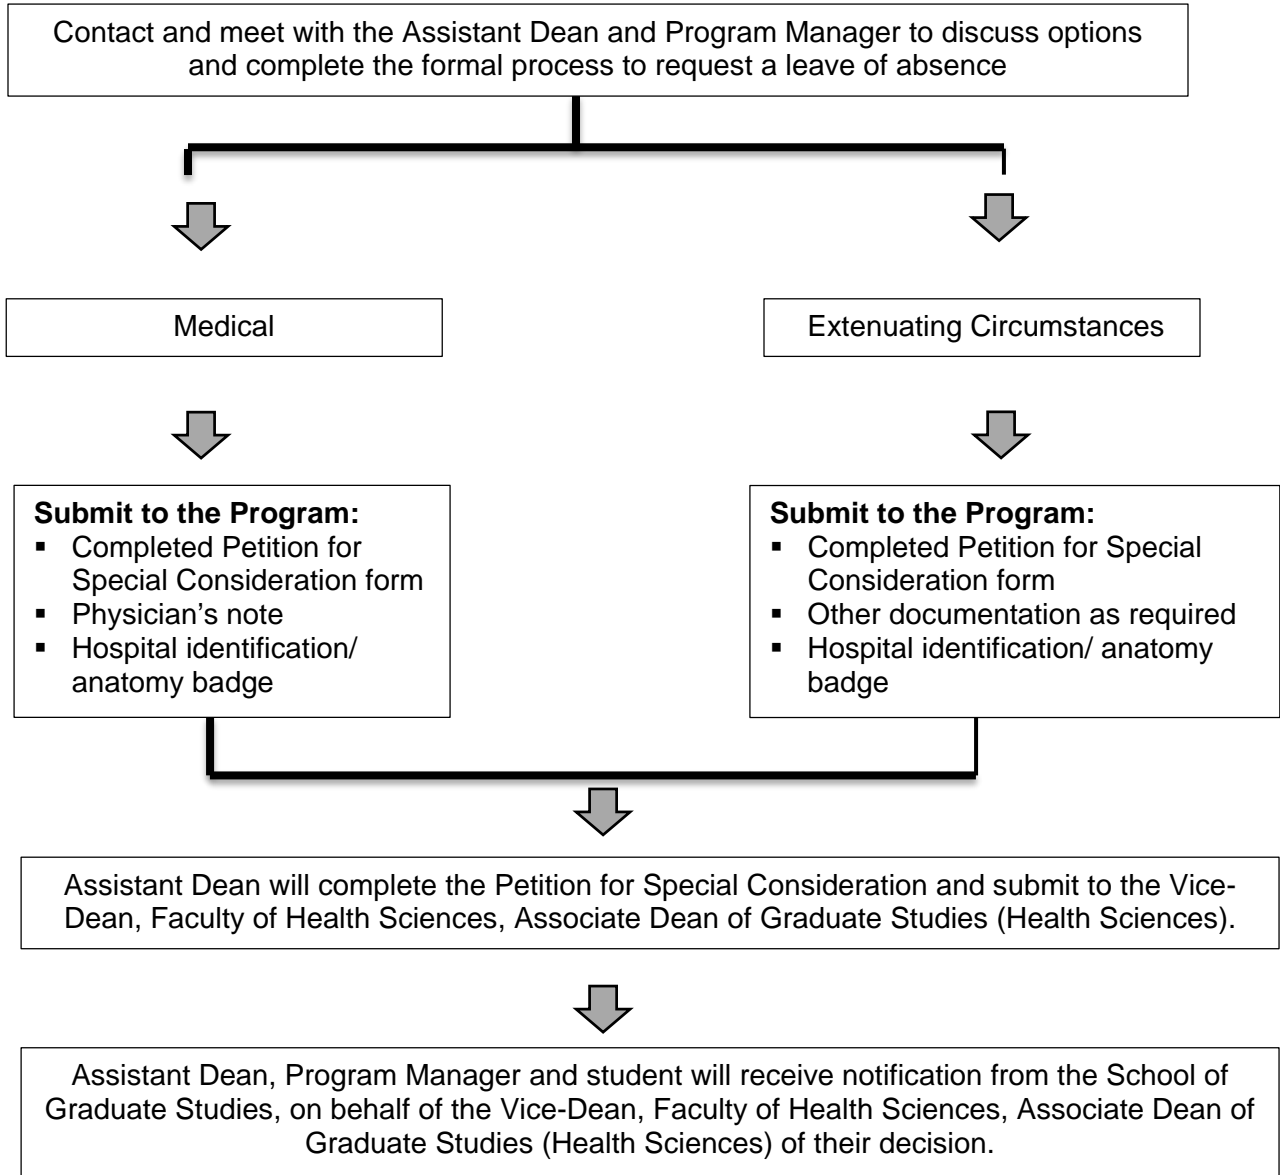 Contact and meet with the Assistant Dean and Program Manager to discuss options
and complete the formal process to request a leave of absence
Medical
Extenuating Circumstances
Submit to the Program:
▪ Completed Petition for
Special Consideration form
▪ Physician’s note
▪ Hospital identification/
anatomy badge
Submit to the Program:
▪ Completed Petition for Special
Consideration form
▪ Other documentation as required
▪ Hospital identification/ anatomy
badge
Assistant Dean will complete the Petition for Special Consideration and submit to the Vice-
Dean, Faculty of Health Sciences, Associate Dean of Graduate Studies (Health Sciences).
Assistant Dean, Program Manager and student will receive notification from the School of
Graduate Studies, on behalf of the Vice-Dean, Faculty of Health Sciences, Associate Dean of
Graduate Studies (Health Sciences) of their decision.